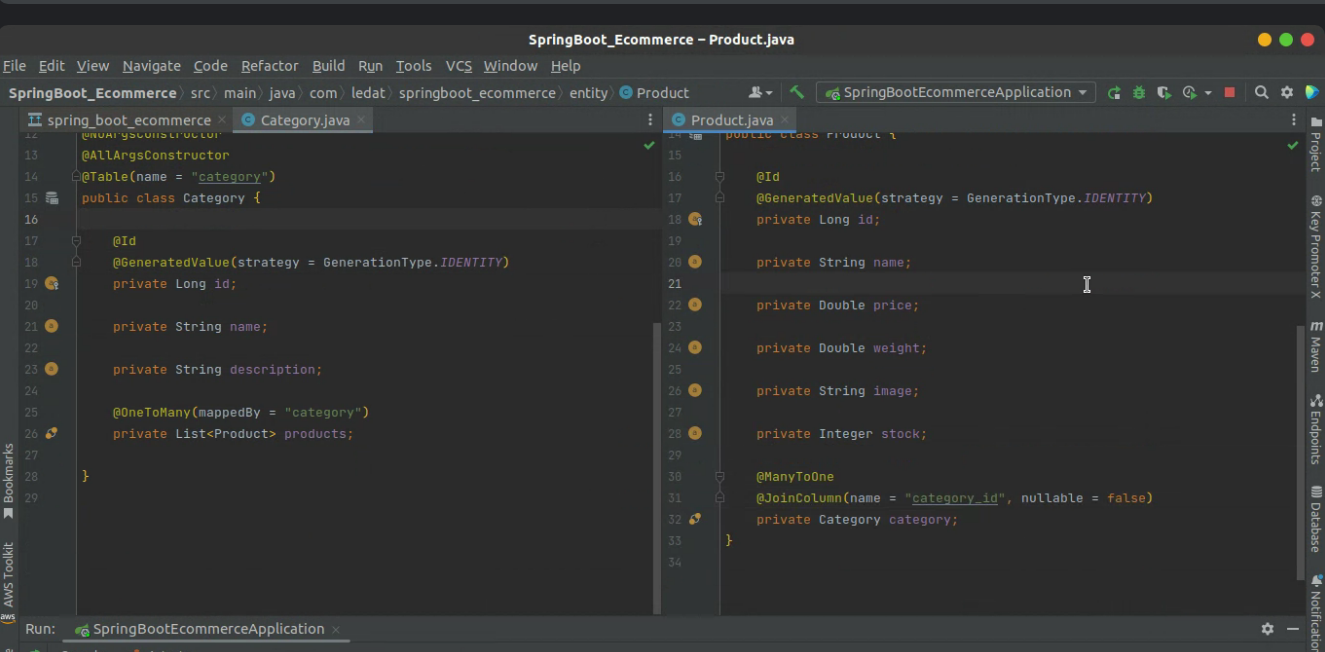 SpringBoot_Ecommerce – Product.java
File Edit View Navigate Code Refactor Build Run Tools VCS Window Help
SpringBoot_Ecommerce src main java com ledat springboot_ecommerce entity Product
SpringBootEcommerceApplication
spring_boot_ecommerce Category.java
12 @NoArgsConstructor
13 @AllArgsConstructor
14 @Table(name = "category")
15 public class Category {
16
17 @Id
18 @GeneratedValue(strategy = GenerationType.IDENTITY)
19 private Long id;
20
21 private String name;
22
23 private String description;
24
25 @OneToMany(mappedBy = "category")
26 private List<Product> products;
27
28 }
29
Product.java
14 public class Product {
15
16 @Id
17 @GeneratedValue(strategy = GenerationType.IDENTITY)
18 private Long id;
19
20 private String name;
21
22 private Double price;
23
24 private Double weight;
25
26 private String image;
27
28 private Integer stock;
29
30 @ManyToOne
31 @JoinColumn(name = "category_id", nullable = false)
32 private Category category;
33 }
34
Project
Key Promoter X
Maven
Endpoints
Database
Notification
Bookmarks
AWS Toolkit
aws
Run: SpringBootEcommerceApplication